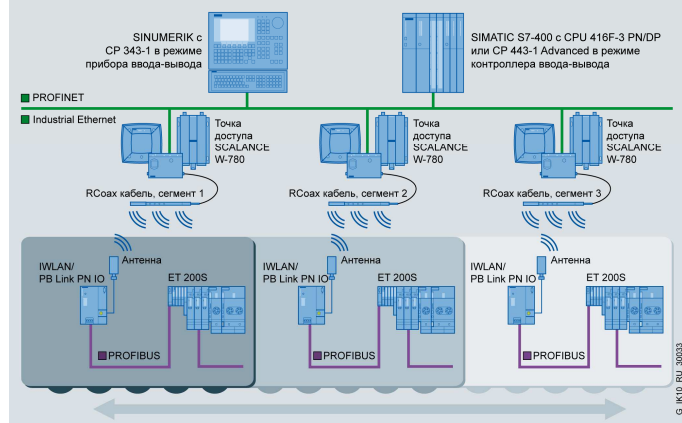 SINUMERIK с
CP 343-1 в режиме
прибора ввода-вывода
SIMATIC S7-400 с CPU 416F-3 PN/DP
или CP 443-1 Advanced в режиме
контроллера ввода-вывода
PROFINET
Industrial Ethernet
Точка
доступа
SCALANCE
W-780
Точка
доступа
SCALANCE
W-780
Точка
доступа
SCALANCE
W-780
RCoax кабель, сегмент 1
RCoax кабель, сегмент 2
RCoax кабель, сегмент 3
Антенна
IWLAN/
PB Link PN IO
ET 200S
PROFIBUS
Антенна
IWLAN/
PB Link PN IO
ET 200S
PROFIBUS
Антенна
IWLAN/
PB Link PN IO
ET 200S
PROFIBUS
G_IK10_RU_30033